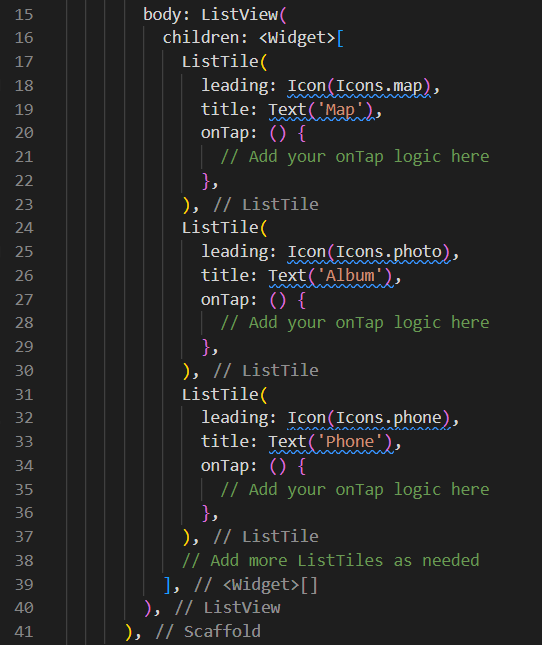 15 body: ListView(
16 children: <Widget>[
17 ListTile(
18 leading: Icon(Icons.map),
19 title: Text('Map'),
20 onTap: () {
21 // Add your onTap logic here
22 },
23 ), // ListTile
24 ListTile(
25 leading: Icon(Icons.photo),
26 title: Text('Album'),
27 onTap: () {
28 // Add your onTap logic here
29 },
30 ), // ListTile
31 ListTile(
32 leading: Icon(Icons.phone),
33 title: Text('Phone'),
34 onTap: () {
35 // Add your onTap logic here
36 },
37 ), // ListTile
38 // Add more ListTiles as needed
39 ], // <Widget>[]
40 ), // ListView
41 ), // Scaffold